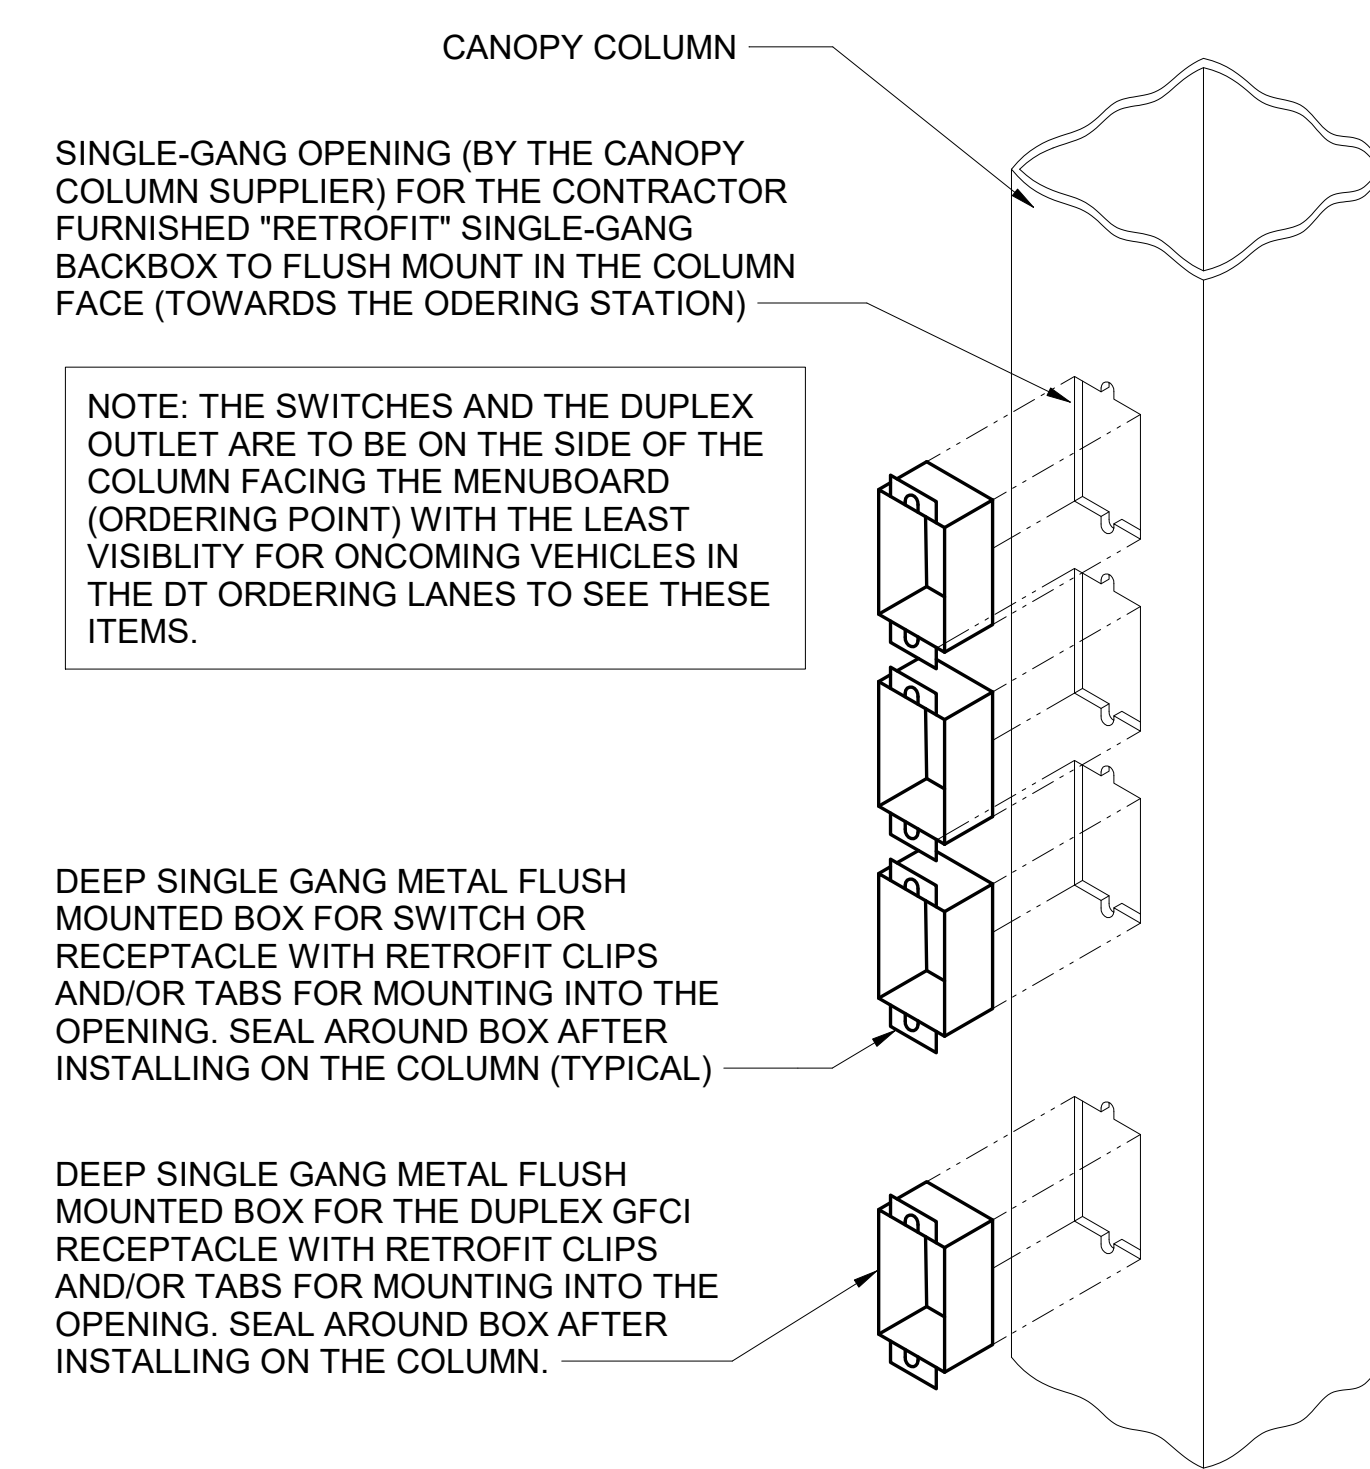 CANOPY COLUMN
SINGLE-GANG OPENING (BY THE CANOPY
COLUMN SUPPLIER) FOR THE CONTRACTOR
FURNISHED "RETROFIT" SINGLE-GANG
BACKBOX TO FLUSH MOUNT IN THE COLUMN
FACE (TOWARDS THE ODERING STATION)
NOTE: THE SWITCHES AND THE DUPLEX
OUTLET ARE TO BE ON THE SIDE OF THE
COLUMN FACING THE MENUBOARD
(ORDERING POINT) WITH THE LEAST
VISIBLITY FOR ONCOMING VEHICLES IN
THE DT ORDERING LANES TO SEE THESE
ITEMS.
DEEP SINGLE GANG METAL FLUSH
MOUNTED BOX FOR SWITCH OR
RECEPTACLE WITH RETROFIT CLIPS
AND/OR TABS FOR MOUNTING INTO THE
OPENING. SEAL AROUND BOX AFTER
INSTALLING ON THE COLUMN (TYPICAL)
DEEP SINGLE GANG METAL FLUSH
MOUNTED BOX FOR THE DUPLEX GFCI
RECEPTACLE WITH RETROFIT CLIPS
AND/OR TABS FOR MOUNTING INTO THE
OPENING. SEAL AROUND BOX AFTER
INSTALLING ON THE COLUMN.